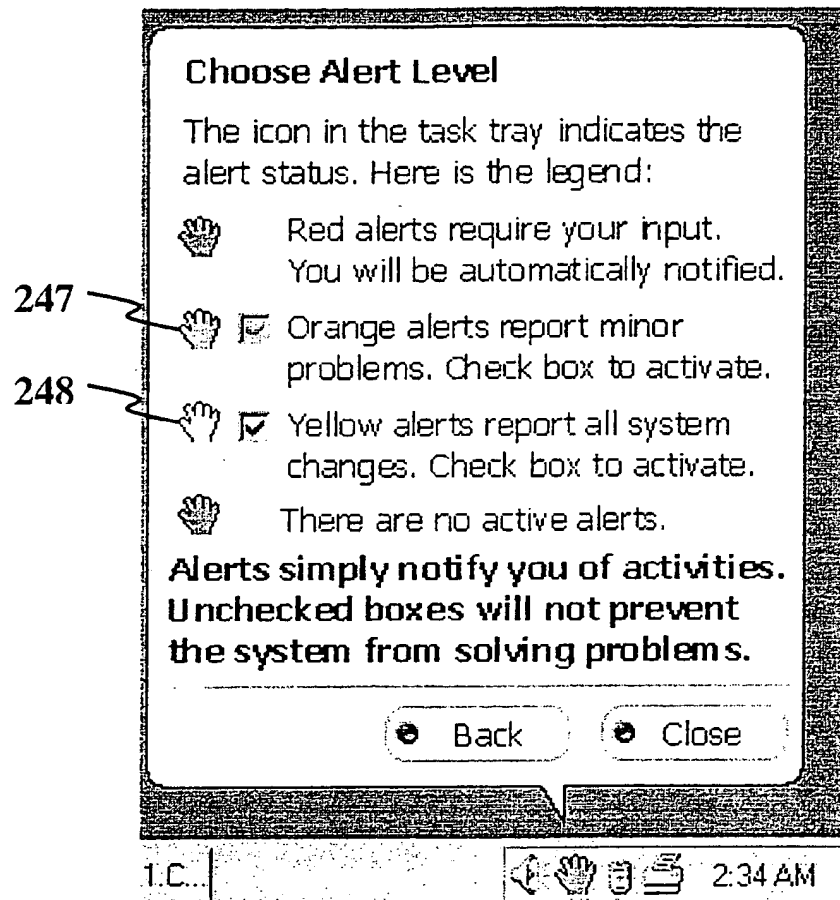 Choose Alert Level
The icon in the task tray indicates the
alert status. Here is the legend:
Red alerts require your input.
You will be automatically notified.
247
Orange alerts report minor
problems. Check box to activate.
248
Yellow alerts report all system
changes. Check box to activate.
There are no active alerts.
Alerts simply notify you of activities.
Unchecked boxes will not prevent
the system from solving problems.
Back Close
1.C... 2:34 AM